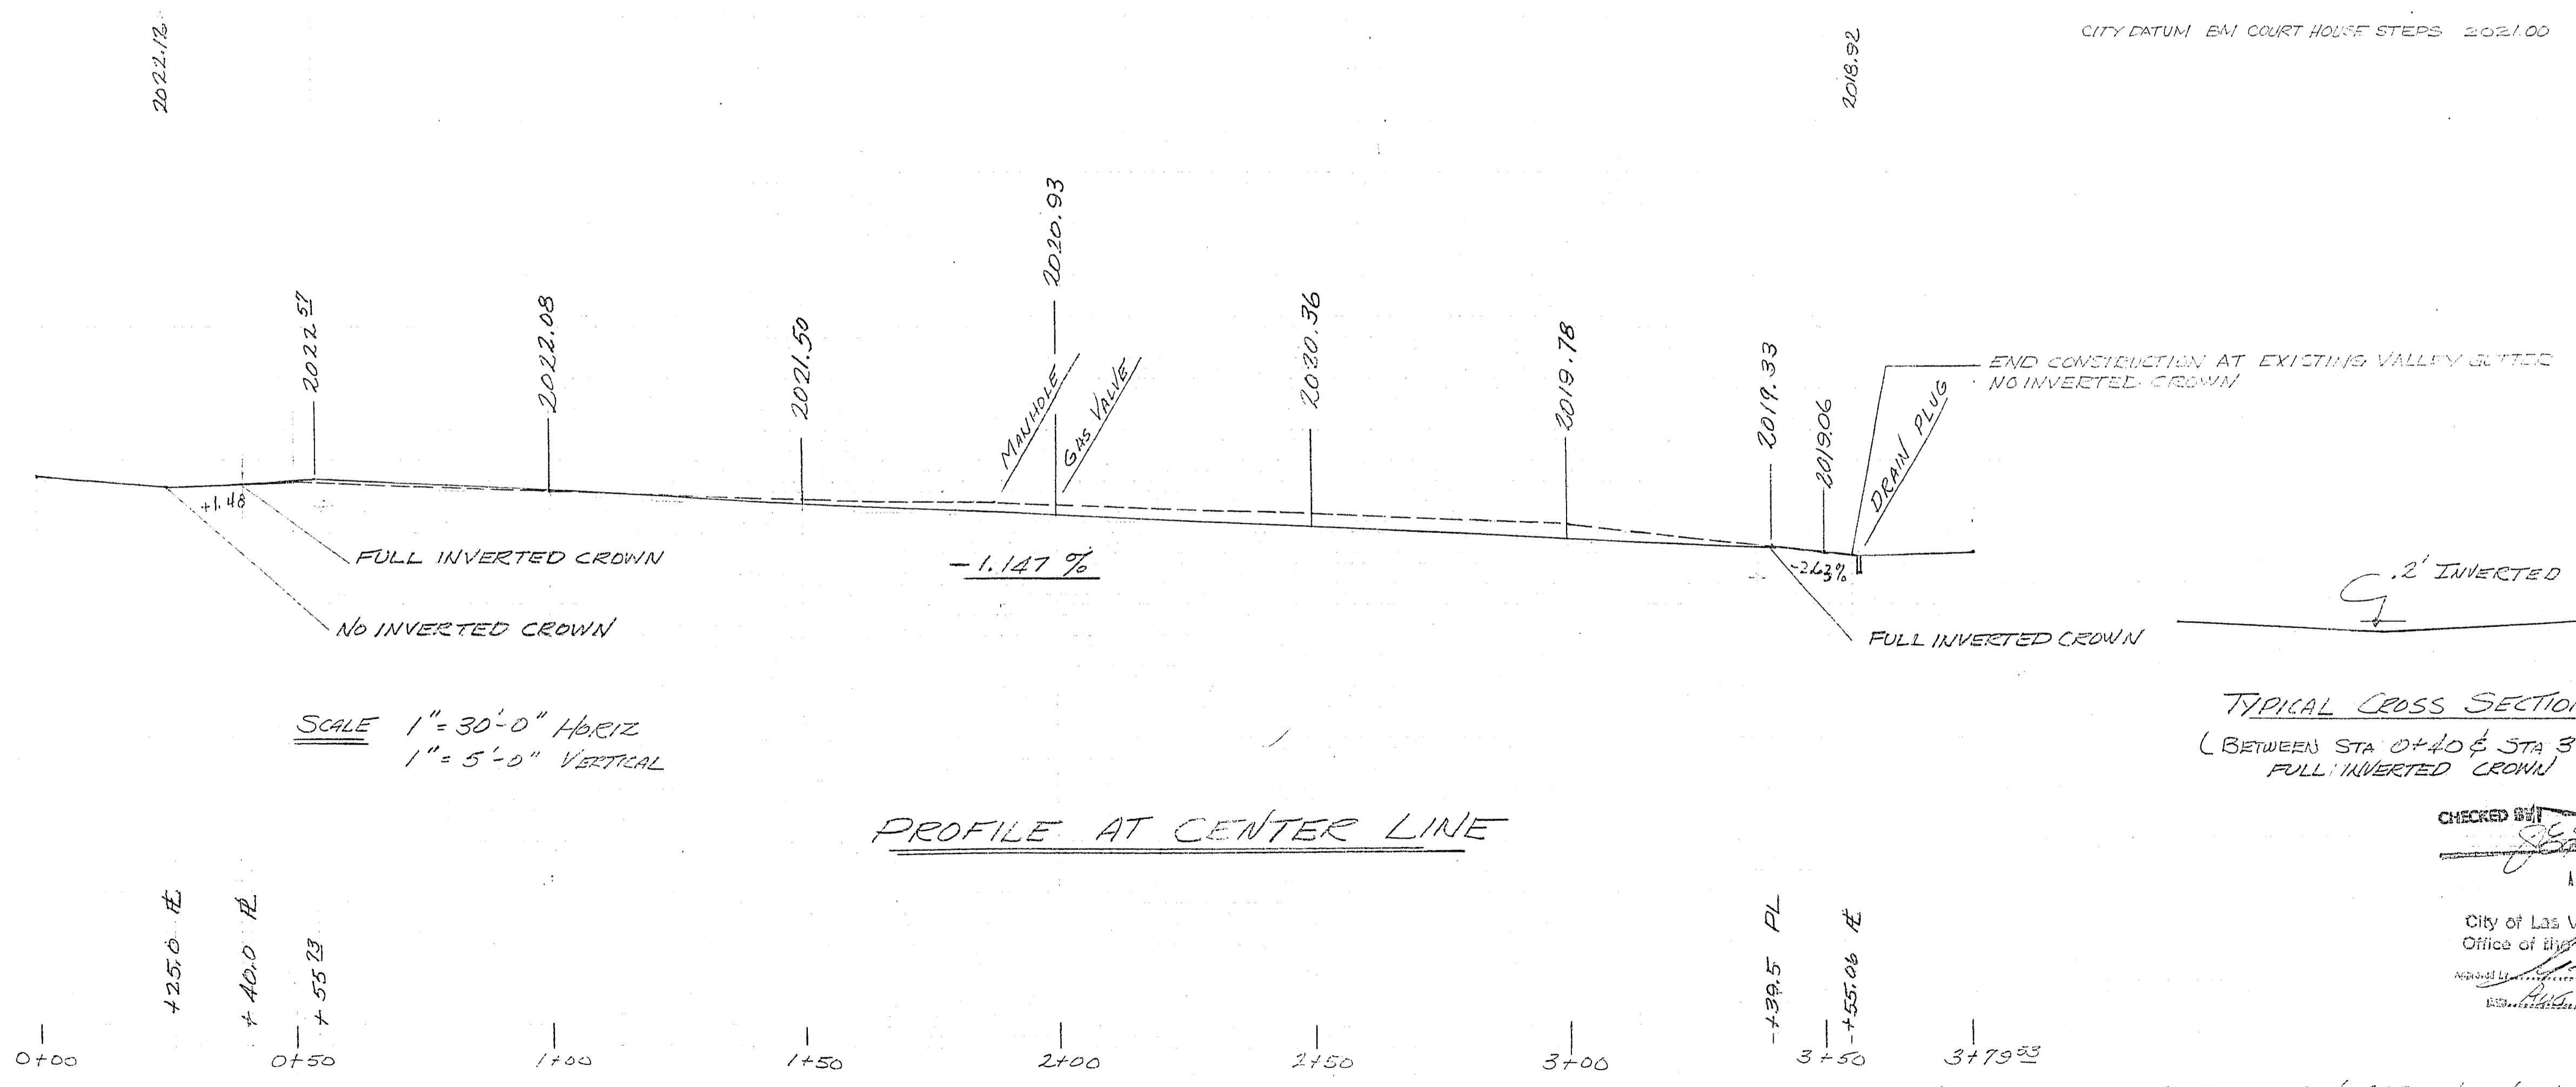 CITY DATUM BM COURT HOUSE STEPS 2021.00
2022.12
2018.92
2022 57
2022.08
2021.50
2020.93
2020.36
2019.78
2019.33
2019.06
MANHOLE
GAS VALVE
DRAIN PLUG
END CONSTRUCTION AT EXISTING VALLEY GUTTER
NO INVERTED CROWN
+1.48
FULL INVERTED CROWN
NO INVERTED CROWN
-1.147 %
-2.63%
FULL INVERTED CROWN
.2' INVERTED
SCALE 1" = 30'-0" HORIZ
1" = 5'-0" VERTICAL
TYPICAL CROSS SECTION
( BETWEEN STA 0+40 & STA 3
FULL INVERTED CROWN
PROFILE AT CENTER LINE
CHECKED BY
City of Las V
Office of the
Approved by
Date Aug.
+25.0 PL
+40.0 PL
+55 73
+39.5 PL
+55.06 PL
0+00
0+50
1+00
1+50
2+00
2+50
3+00
3+50
3+79 53